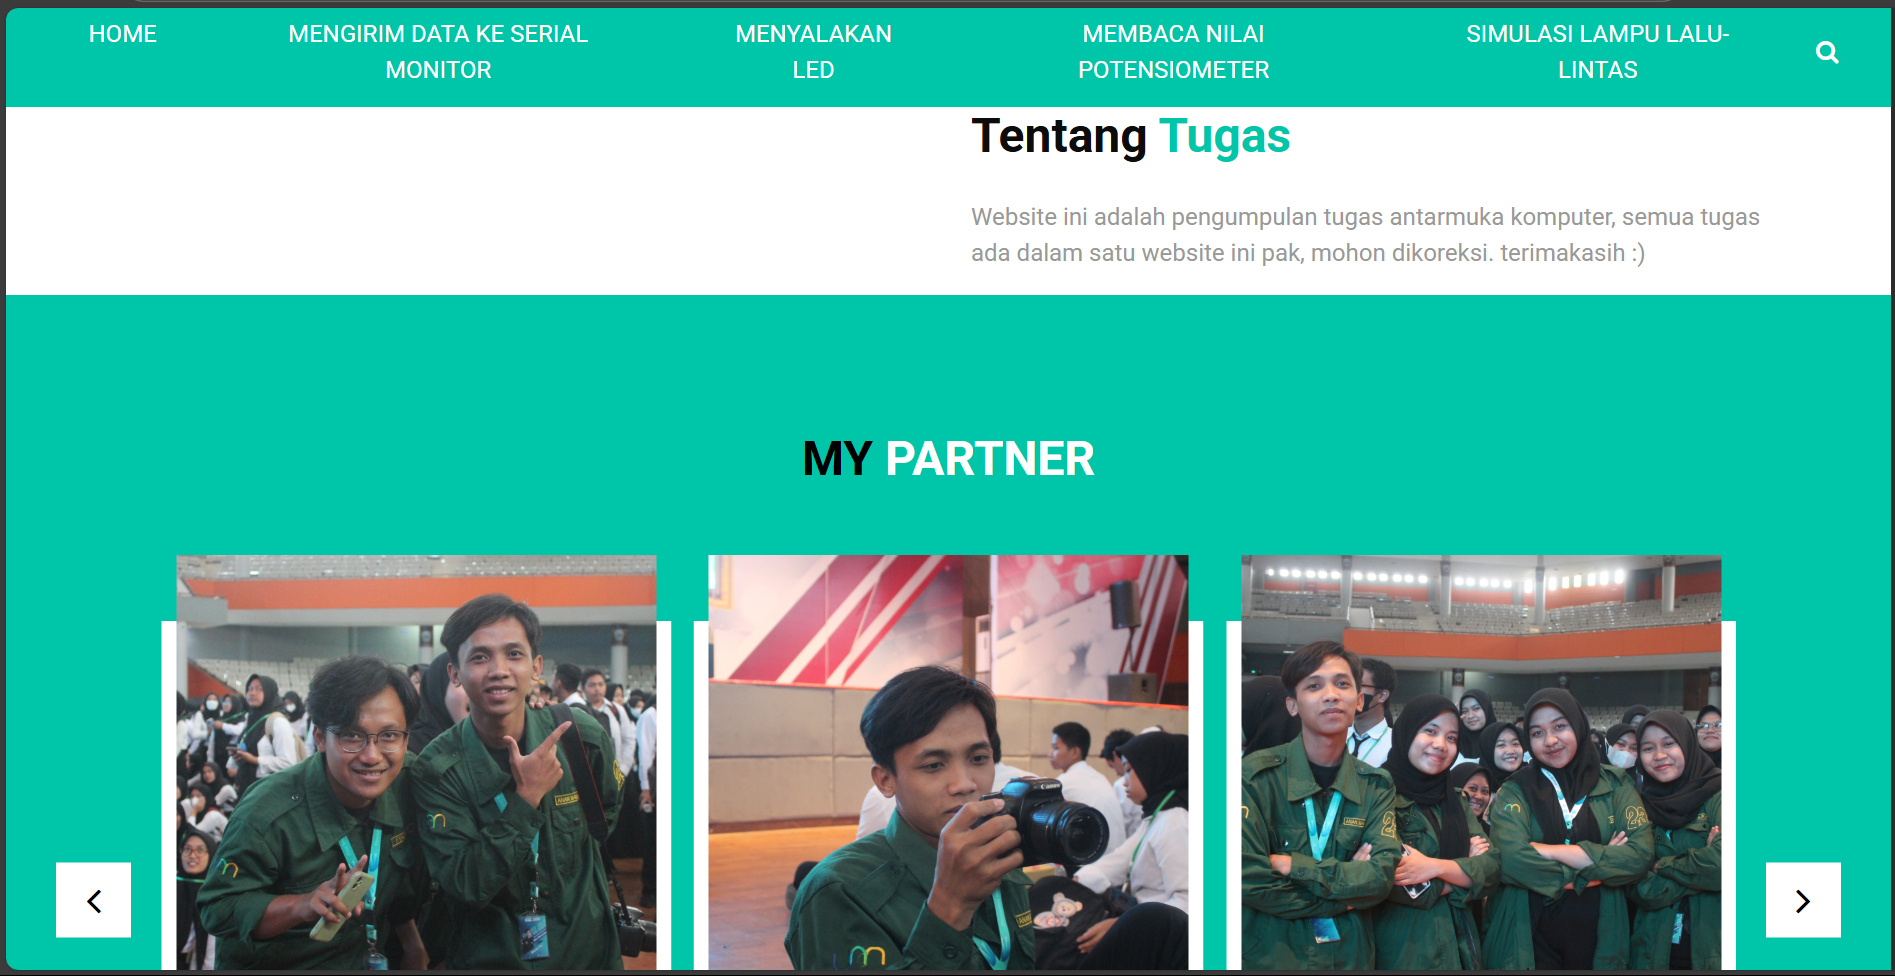 HOME
MENGIRIM DATA KE SERIAL
MONITOR
MENYALAKAN
LED
MEMBACA NILAI
POTENSIOMETER
SIMULASI LAMPU LALU-
LINTAS
Tentang Tugas
Website ini adalah pengumpulan tugas antarmuka komputer, semua tugas
ada dalam satu website ini pak, mohon dikoreksi. terimakasih :)
MY PARTNER
Canon